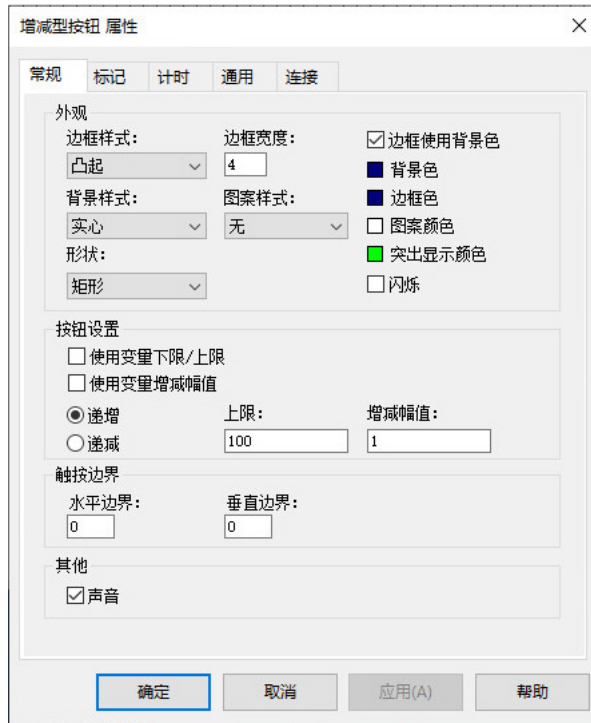 增减型按钮 属性
常规 标记 计时 通用 连接
外观
边框样式: 边框宽度: 边框使用背景色
凸起 4 背景色
背景样式: 图案样式: 边框色
实心 无 图案颜色
形状: 突出显示颜色
矩形 闪烁
按钮设置
使用变量下限/上限
使用变量增减幅值
递增 上限: 增减幅值:
递减 100 1
触按边界
水平边界: 垂直边界:
0 0
其他
声音
确定 取消 应用(A) 帮助